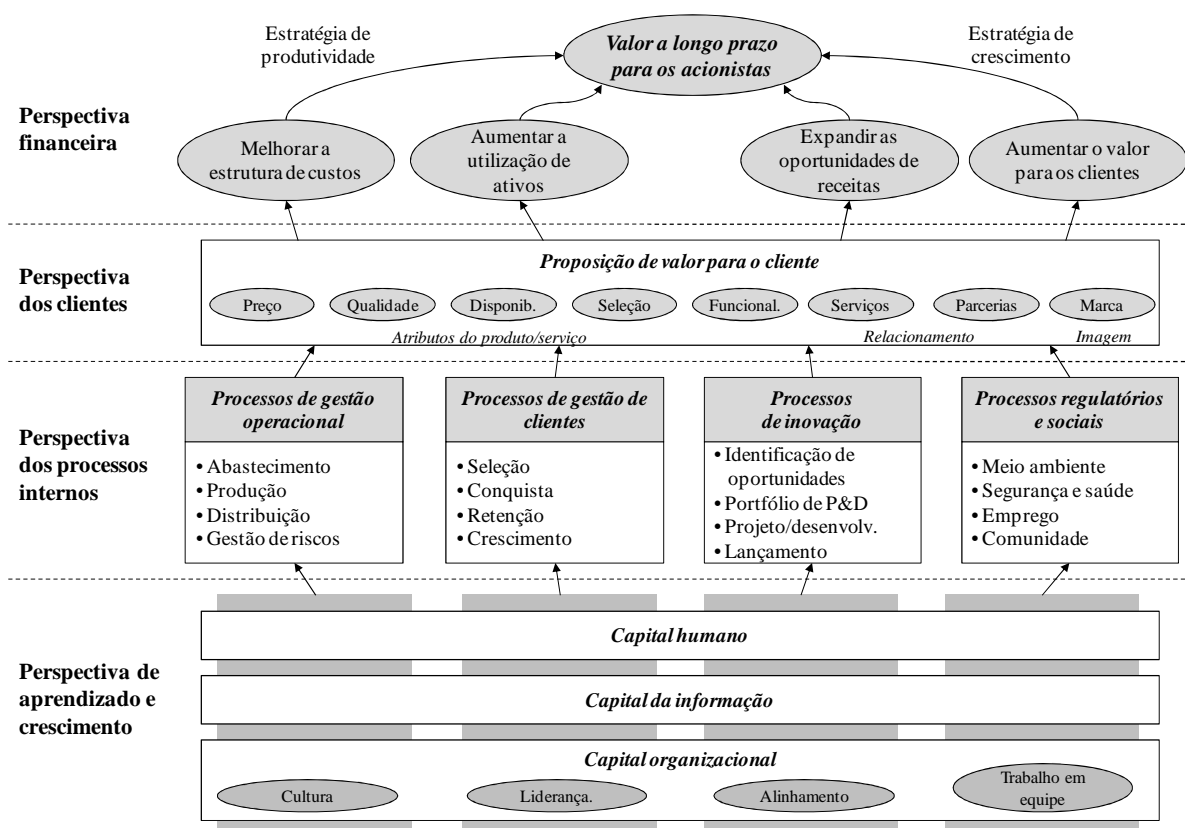 Estratégia de
produtividade
Valor a longo prazo
para os acionistas
Estratégia de
crescimento
Perspectiva
financeira
Melhorar a
estrutura de custos
Aumentar a
utilização de
ativos
Expandir as
oportunidades de
receitas
Aumentar o valor
para os clientes
Perspectiva
dos clientes
Proposição de valor para o cliente
Preço
Qualidade
Disponib.
Seleção
Funcional.
Serviços
Parcerias
Marca
Atributos do produto/serviço
Relacionamento
Imagem
Perspectiva
dos processos
internos
Processos de gestão
operacional
• Abastecimento
• Produção
• Distribuição
• Gestão de riscos
Processos de gestão de
clientes
• Seleção
• Conquista
• Retenção
• Crescimento
Processos
de inovação
• Identificação de
oportunidades
• Portfólio de P&D
• Projeto/desenvolv.
• Lançamento
Processos regulatórios
e sociais
• Meio ambiente
• Segurança e saúde
• Emprego
• Comunidade
Perspectiva de
aprendizado e
crescimento
Capital humano
Capital da informação
Capital organizacional
Cultura
Liderança.
Alinhamento
Trabalho em
equipe